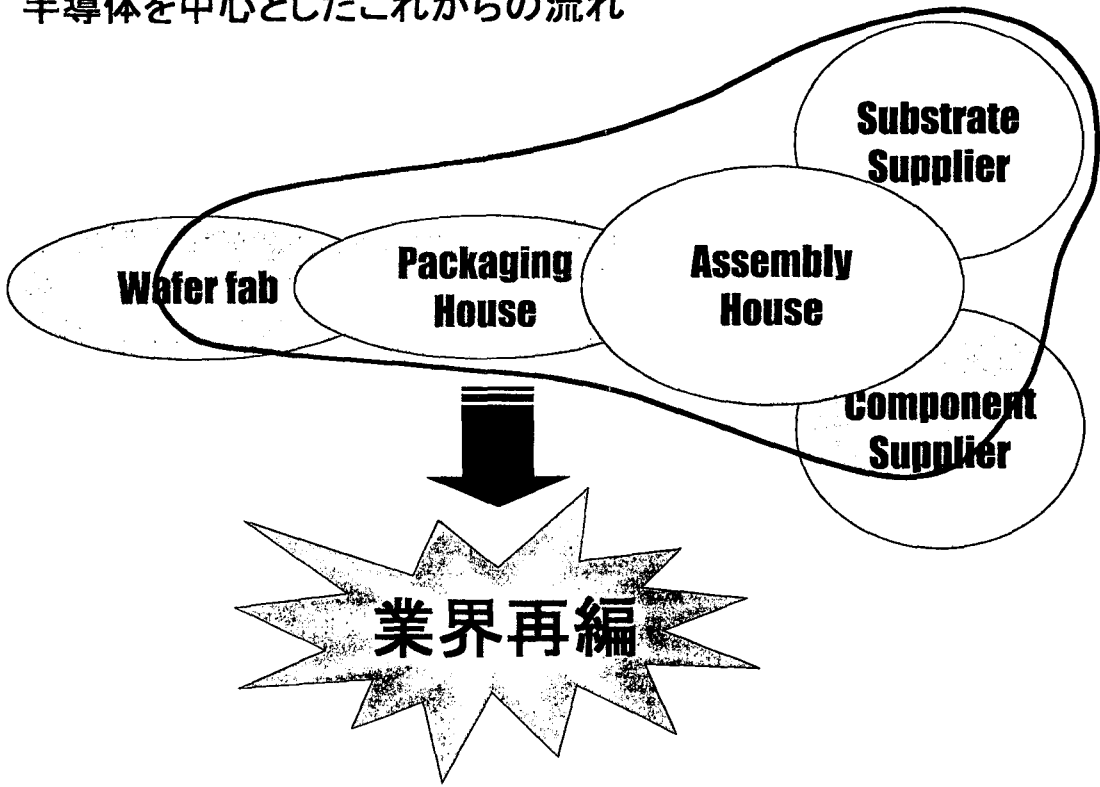 半導体を中心としたこれからの流れ
Substrate
Supplier
Wafer fab
Packaging
House
Assembly
House
Component
Supplier
業界再編